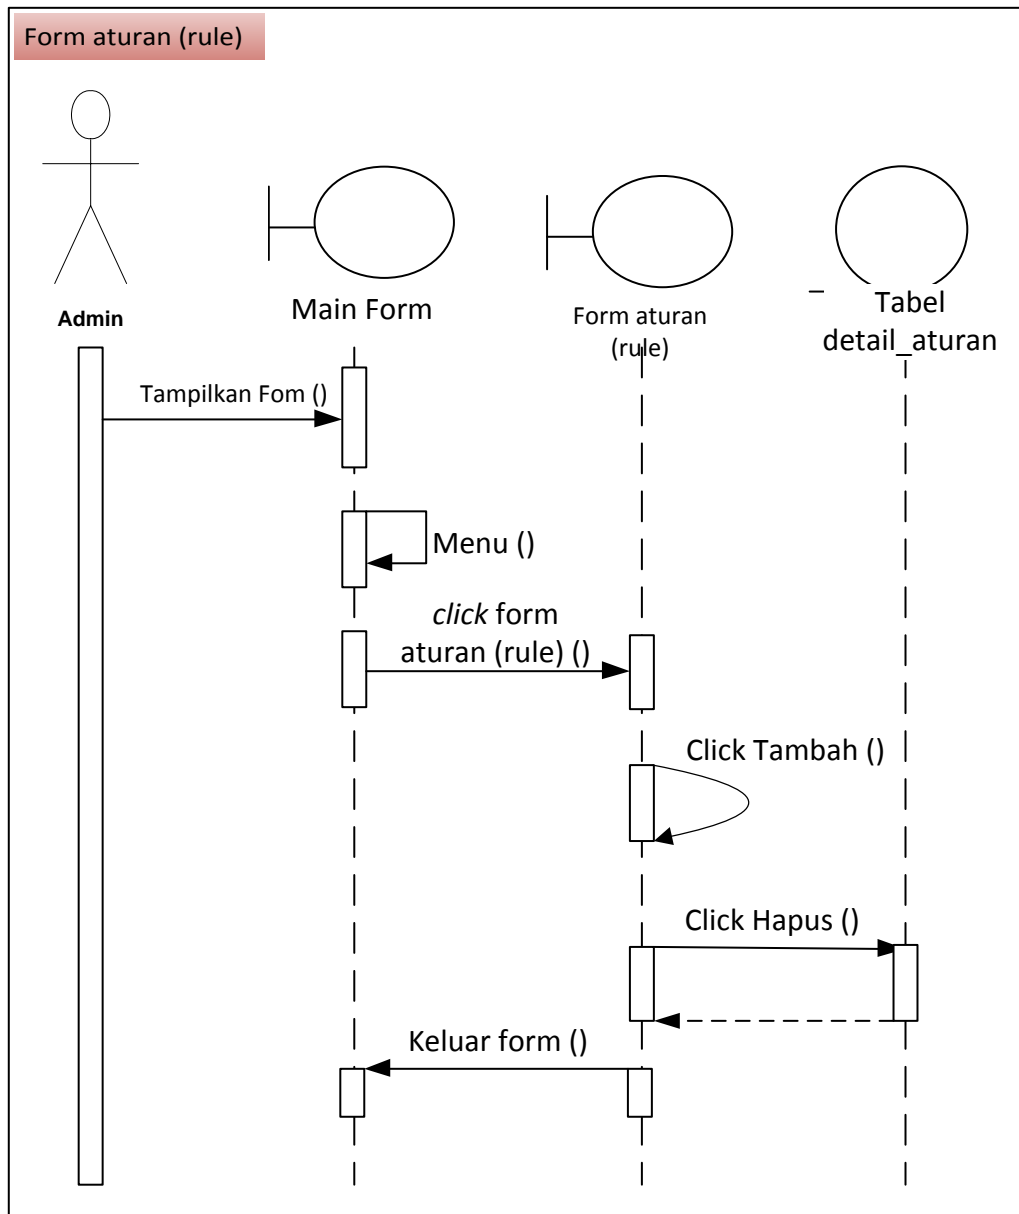 Form aturan (rule)
Admin
Main Form
Form aturan
(rule)
_ Tabel
detail_aturan
Tampilkan Fom ()
Menu ()
click form
aturan (rule) ()
Click Tambah ()
Click Hapus ()
Keluar form ()